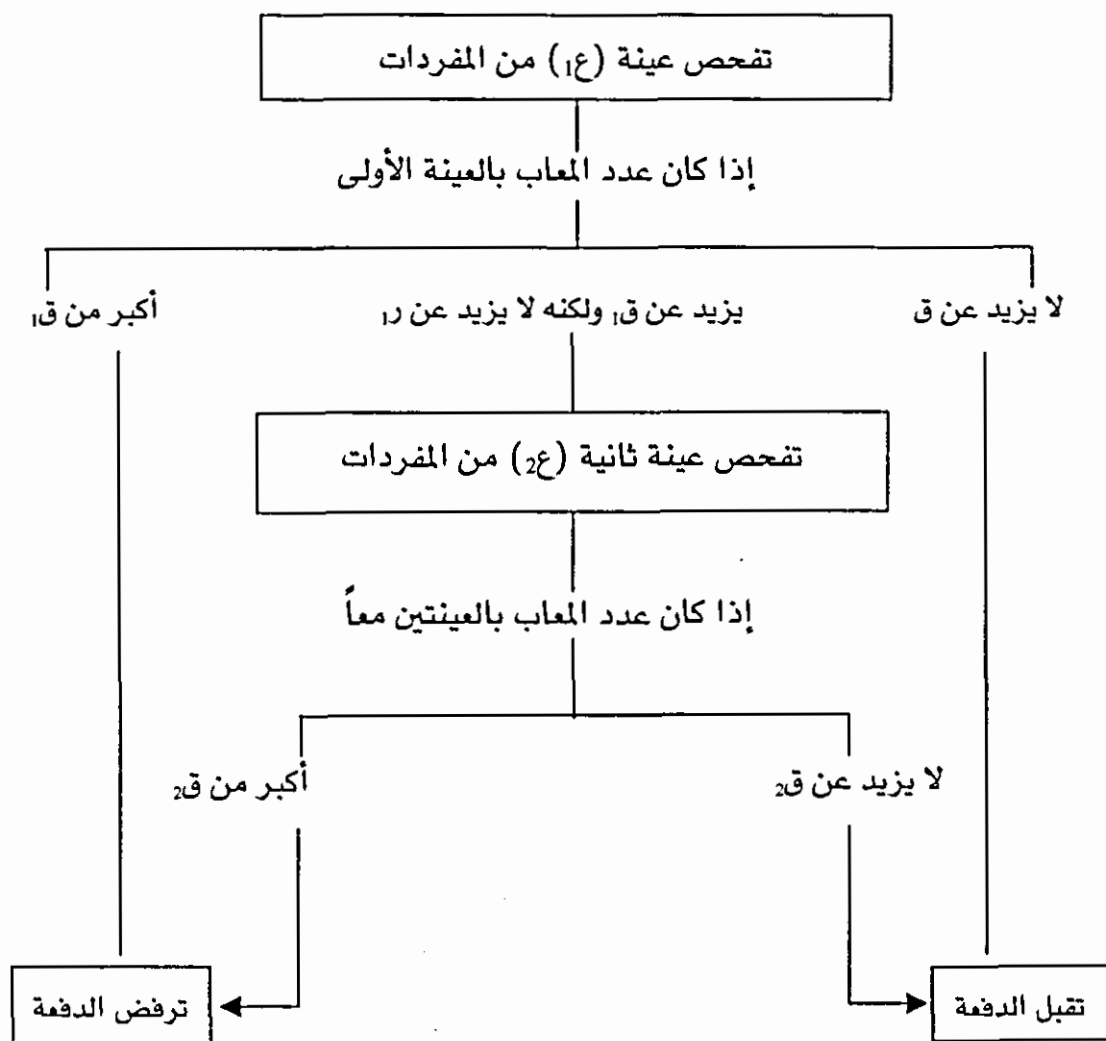 تفحص عينة (ع1) من المفردات
إذا كان عدد المعاب بالعينة الأولى
لا يزيد عن ق
يزيد عن ق1 ولكنه لا يزيد عن ر1
أكبر من ق1
تفحص عينة ثانية (ع2) من المفردات
إذا كان عدد المعاب بالعينتين معاً
لا يزيد عن ق2
أكبر من ق2
تقبل الدفعة
ترفض الدفعة